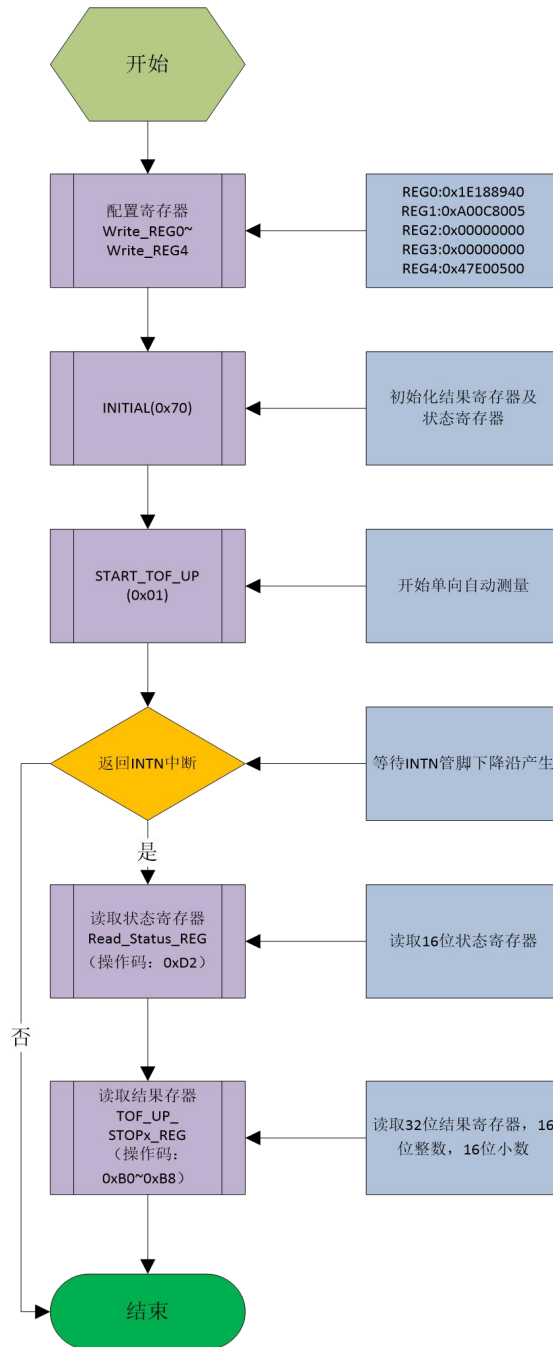 开始
配置寄存器
Write_REG0~
Write_REG4
REG0:0x1E188940
REG1:0xA00C8005
REG2:0x00000000
REG3:0x00000000
REG4:0x47E00500
INITIAL(0x70)
初始化结果寄存器及
状态寄存器
START_TOF_UP
(0x01)
开始单向自动测量
返回INTN中断
等待INTN管脚下降沿产生
是
读取状态寄存器
Read_Status_REG
（操作码：0xD2）
读取16位状态寄存器
否
读取结果存器
TOF_UP_
STOPx_REG
（操作码：
0xB0~0xB8）
读取32位结果寄存器，16
位整数，16位小数
结束